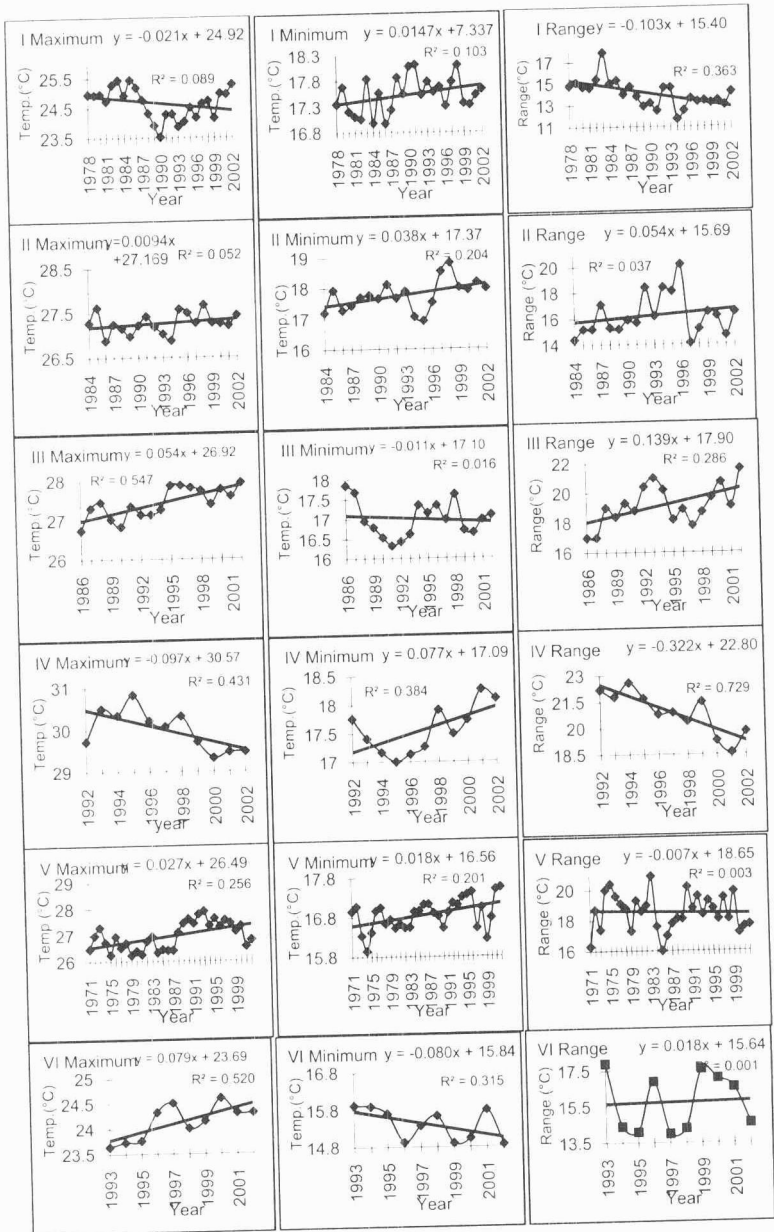 I Maximum y = -0.021x + 24.92
R² = 0.089
Temp.(°C)
25.5
24.5
23.5
1978
1981
1984
1987
1990
1993
1996
1999
2002
Year
I Minimum y = 0.0147x +7.337
R² = 0.103
Temp.(°C)
18.3
17.8
17.3
16.8
1978
1981
1984
1987
1990
1993
1996
1999
2002
Year
I Range y = -0.103x + 15.40
R² = 0.363
Range(°C)
17
15
13
11
1978
1981
1984
1987
1990
1993
1996
1999
2002
Year
II Maximum y=0.0094x
+27.169 R² = 0.052
Temp.(°C)
28.5
26.5
1984
1987
1990
1993
1996
1999
2002
Year
II Minimum y = 0.038x + 17.37
R² = 0.204
Temp.(°C)
19
18
17
16
1984
1987
1990
1993
1996
1999
2002
Year
II Range y = 0.054x + 15.69
R² = 0.037
Range (°C)
20
18
16
14
1984
1987
1990
1993
1996
1999
2002
Year
III Maximum y = 0.054x + 26.92
R² = 0.547
Temp.(°C)
28
27
26
1986
1989
1992
1995
1998
2001
Year
III Minimum y = -0.011x + 17.10
R² = 0.016
Temp.(°C)
18
17
16
1986
1989
1992
1995
1998
2001
Year
III Range y = 0.139x + 17.90
R² = 0.286
Range(°C)
22
20
18
16
1986
1989
1992
1995
1998
2001
Year
IV Maximum y = -0.097x + 30.57
R² = 0.431
Temp.(°C)
31
30
29
1992
1994
1996
1998
2000
2002
year
IV Minimum y = 0.077x + 17.09
R² = 0.384
Temp.(°C)
18.5
18
17.5
17
1992
1994
1996
1998
2000
2002
Year
IV Range y = -0.322x + 22.80
R² = 0.729
Range (°C)
23
21.5
20
18.5
1992
1994
1996
1998
2000
2002
Year
V Maximum y = 0.027x + 26.49
R² = 0.256
Temp.(°C)
29
28
27
26
1971
1975
1979
1983
1987
1991
1995
1999
Year
V Minimum y = 0.018x + 16.56
R² = 0.201
Temp.(°C)
17.8
16.8
15.8
1971
1975
1979
1983
1987
1991
1995
1999
Year
V Range y = -0.007x + 18.65
R² = 0.003
Range (°C)
20
18
16
1971
1975
1979
1983
1987
1991
1995
1999
Year
VI Maximum y = 0.079x + 23.69
R² = 0.520
Temp.(°C)
25
24.5
24
23.5
1993
1995
1997
1999
2001
Year
VI Minimum y = -0.080x + 15.84
R² = 0.315
Temp.(°C)
16.8
15.8
14.8
1993
1995
1997
1999
2001
Year
VI Range y = 0.018x + 15.64
R² = 0.001
Range (°C)
17.5
15.5
13.5
1993
1995
1997
1999
2001
Year